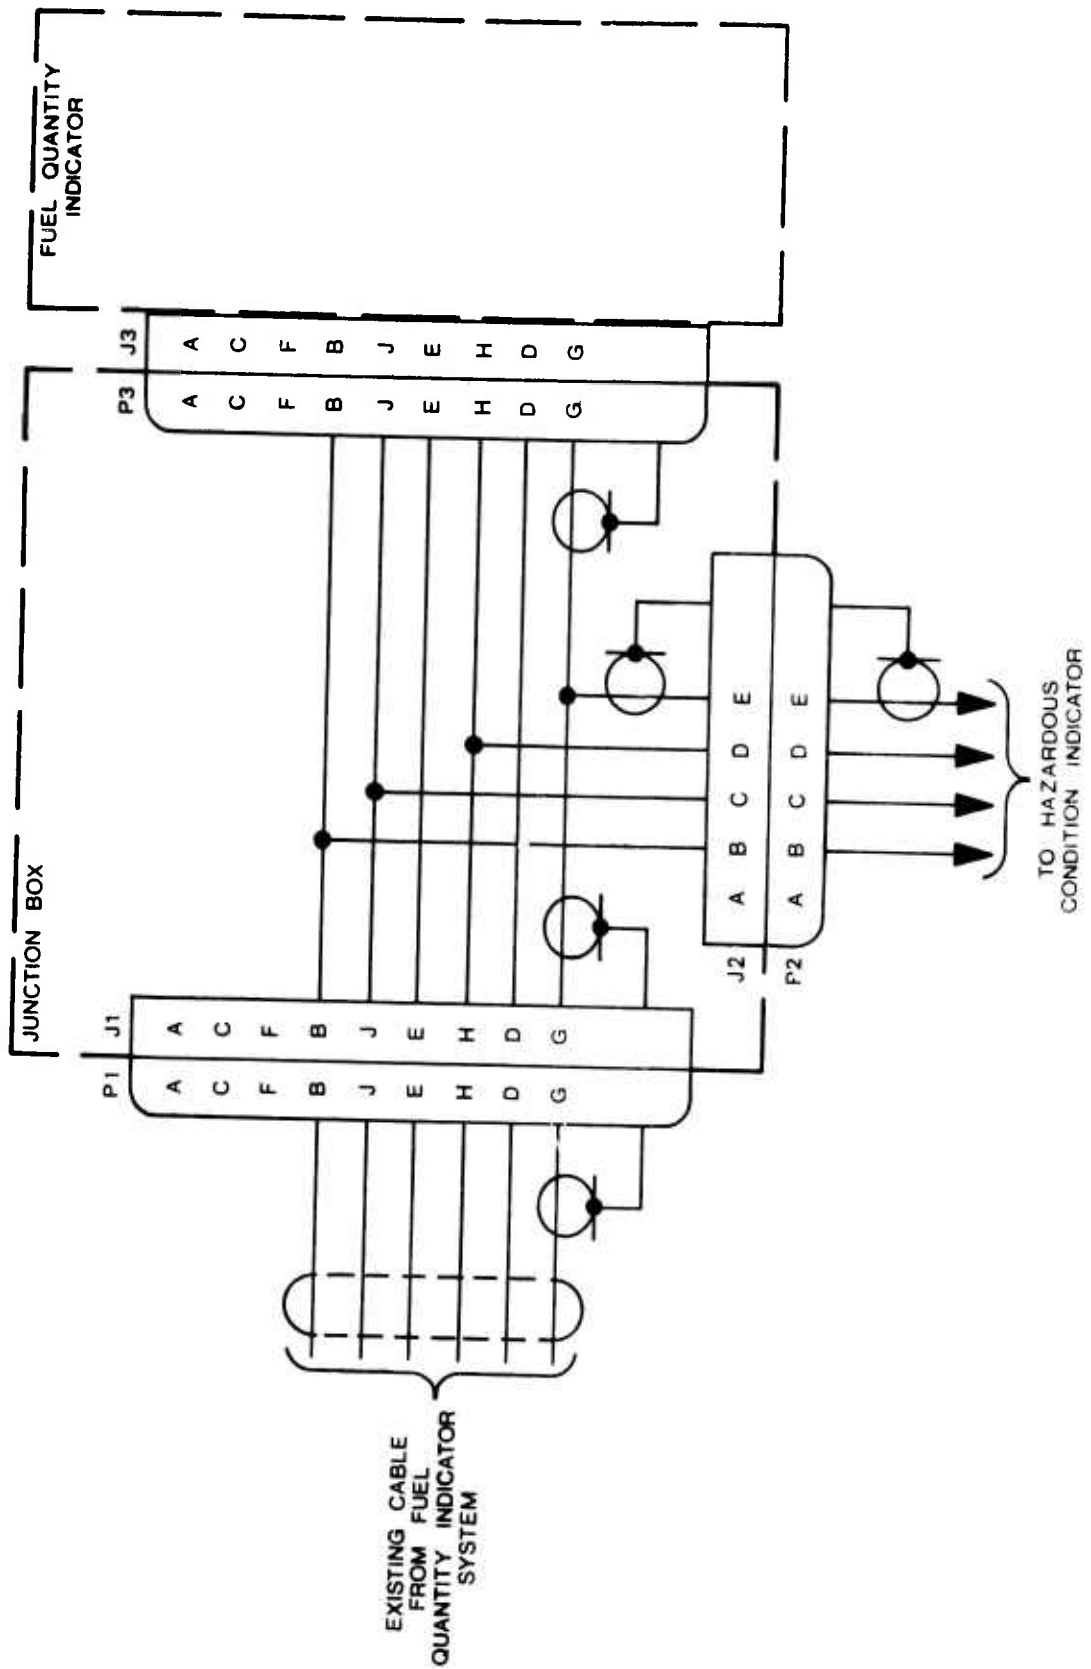 FUEL QUANTITY
INDICATOR
JUNCTION BOX
P1 J1
A A
C C
F F
B B
J J
E E
H H
D D
G G
P3 J3
A A
C C
F F
B B
J J
E E
H H
D D
G G
J2 A B C D E
P2 A B C D E
EXISTING CABLE
FROM FUEL
QUANTITY INDICATOR
SYSTEM
TO HAZARDOUS
CONDITION INDICATOR